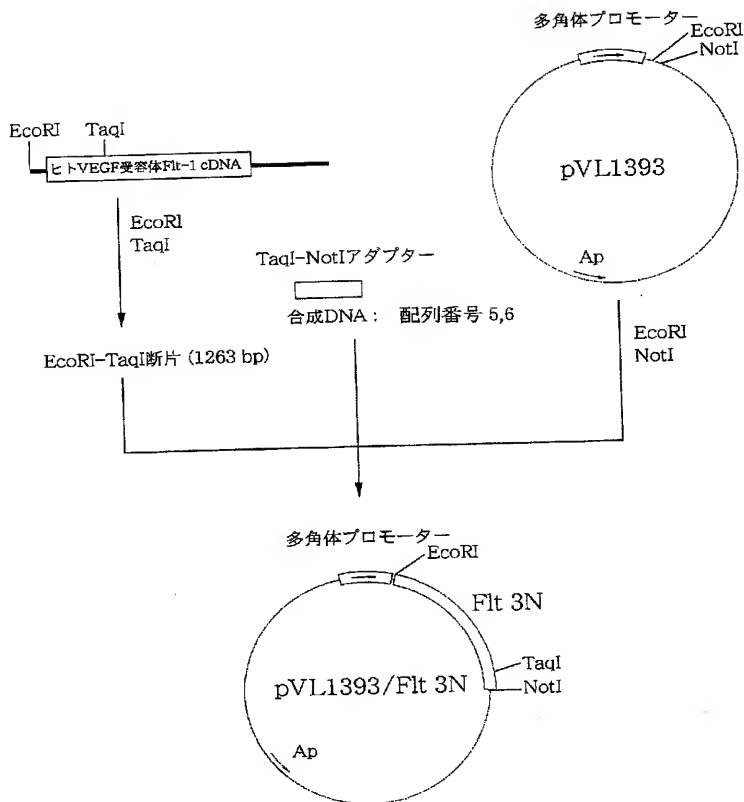 多角体プロモーター
EcoRI
NotI
pVL1393
Ap
EcoRI
TaqI
ヒトVEGF受容体Flt-1 cDNA
EcoRI
TaqI
TaqI-NotIアダプター
合成DNA： 配列番号 5,6
EcoRI
NotI
EcoRI-TaqI断片 (1263 bp)
多角体プロモーター
EcoRI
Flt 3N
TaqI
NotI
pVL1393/Flt 3N
Ap